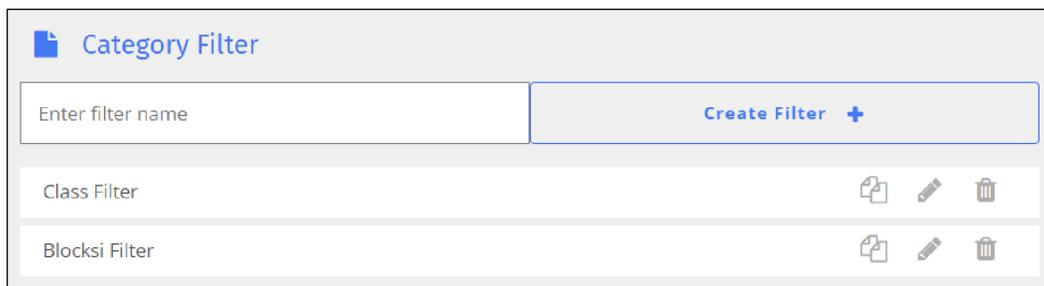 Category Filter
Enter filter name
Create Filter +
Class Filter
Blocksi Filter